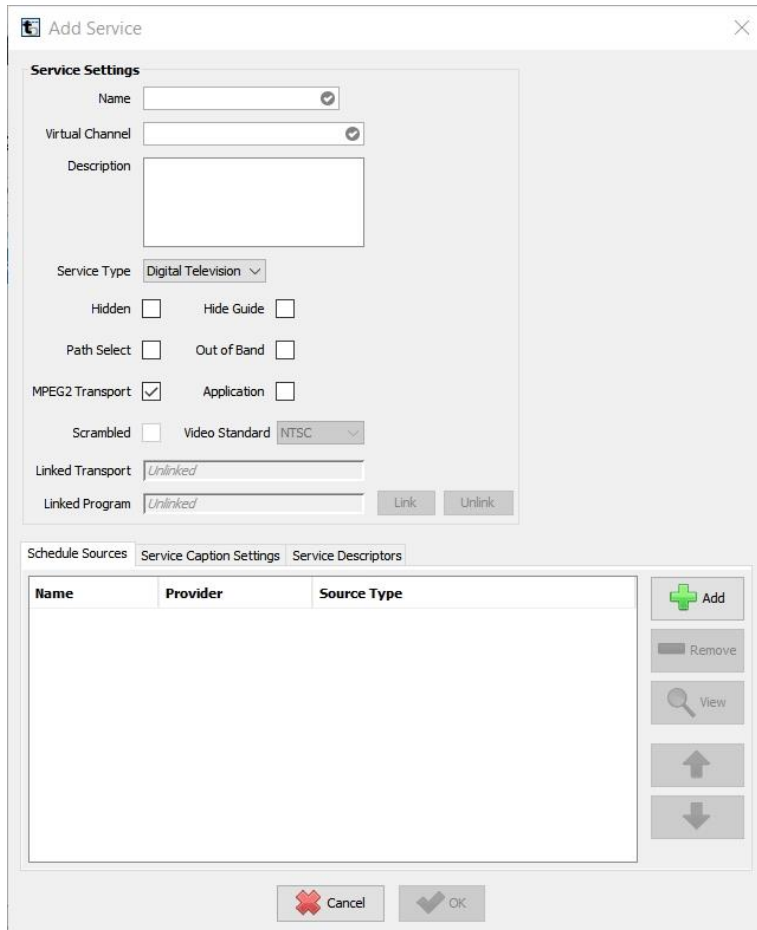 Add Service
Service Settings
Name
Virtual Channel
Description
Service Type Digital Television
Hidden Hide Guide
Path Select Out of Band
MPEG2 Transport Application
Scrambled Video Standard NTSC
Linked Transport Unlinked
Linked Program Unlinked Link Unlink
Schedule Sources Service Caption Settings Service Descriptors
Name Provider Source Type
Add
Remove
View
Cancel OK